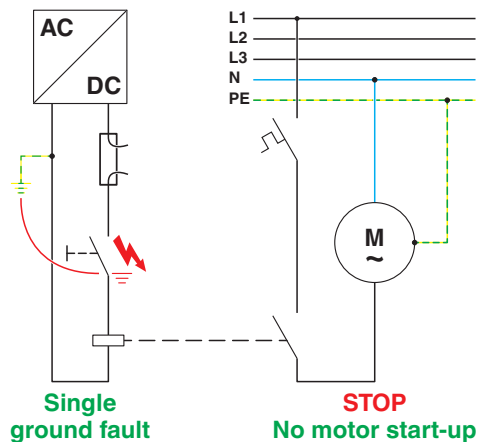 AC
DC
L1
L2
L3
N
PE
M
~
Single
ground fault
STOP
No motor start-up